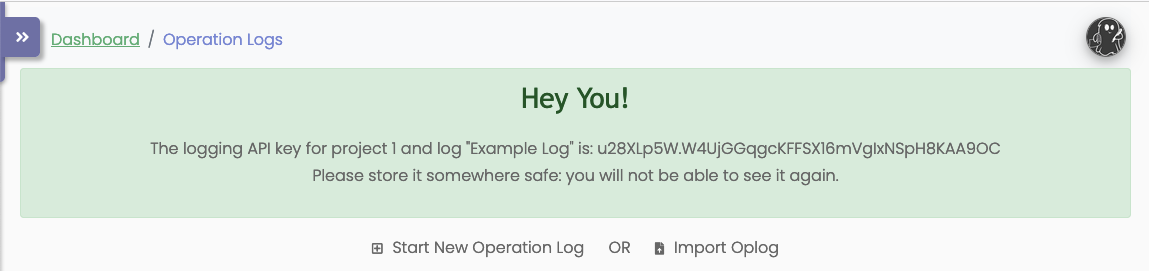 Dashboard / Operation Logs
Hey You!
The logging API key for project 1 and log "Example Log" is: u28XLp5W.W4UjGGqgcKFFSX16mVgIxNSpH8KAA9OC
Please store it somewhere safe: you will not be able to see it again.
Start New Operation Log OR Import Oplog